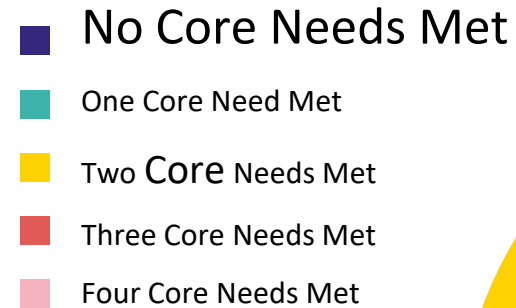 No Core Needs Met
One Core Need Met
Two Core Needs Met
Three Core Needs Met
Four Core Needs Met